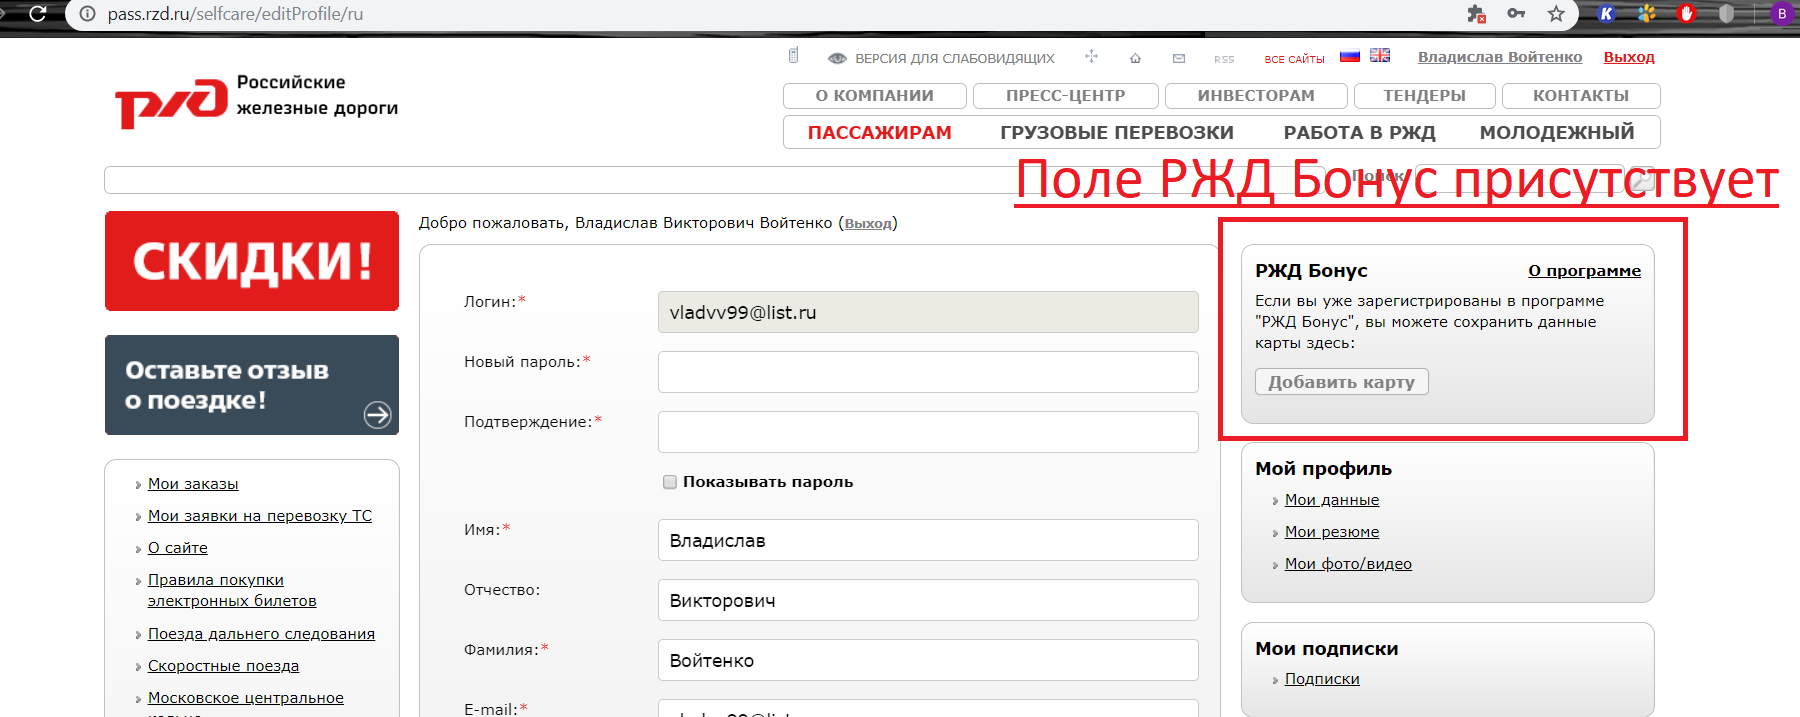 pass.rzd.ru/selfcare/editProfile/ru
K
В
ВЕРСИЯ ДЛЯ СЛАБОВИДЯЩИХ
RSS
ВСЕ САЙТЫ
Владислав Войтенко
Выход
ржд
Российские
железные дороги
О КОМПАНИИ
ПРЕСС-ЦЕНТР
ИНВЕСТОРАМ
ТЕНДЕРЫ
КОНТАКТЫ
ПАССАЖИРАМ
ГРУЗОВЫЕ ПЕРЕВОЗКИ
РАБОТА В РЖД
МОЛОДЕЖНЫЙ
Поиск
Поле РЖД Бонус присутствует
СКИДКИ!
Оставьте отзыв
о поездке!
Мои заказы
Мои заявки на перевозку ТС
О сайте
Правила покупки
электронных билетов
Поезда дальнего следования
Скоростные поезда
Московское центральное
Добро пожаловать, Владислав Викторович Войтенко (Выход)
Логин:*
vladvv99@list.ru
Новый пароль:*
Подтверждение:*
Показывать пароль
Имя:*
Владислав
Отчество:
Викторович
Фамилия:*
Войтенко
E-mail:*
РЖД Бонус
О программе
Если вы уже зарегистрированы в программе
"РЖД Бонус", вы можете сохранить данные
карты здесь:
Добавить карту
Мой профиль
Мои данные
Мои резюме
Мои фото/видео
Мои подписки
Подписки